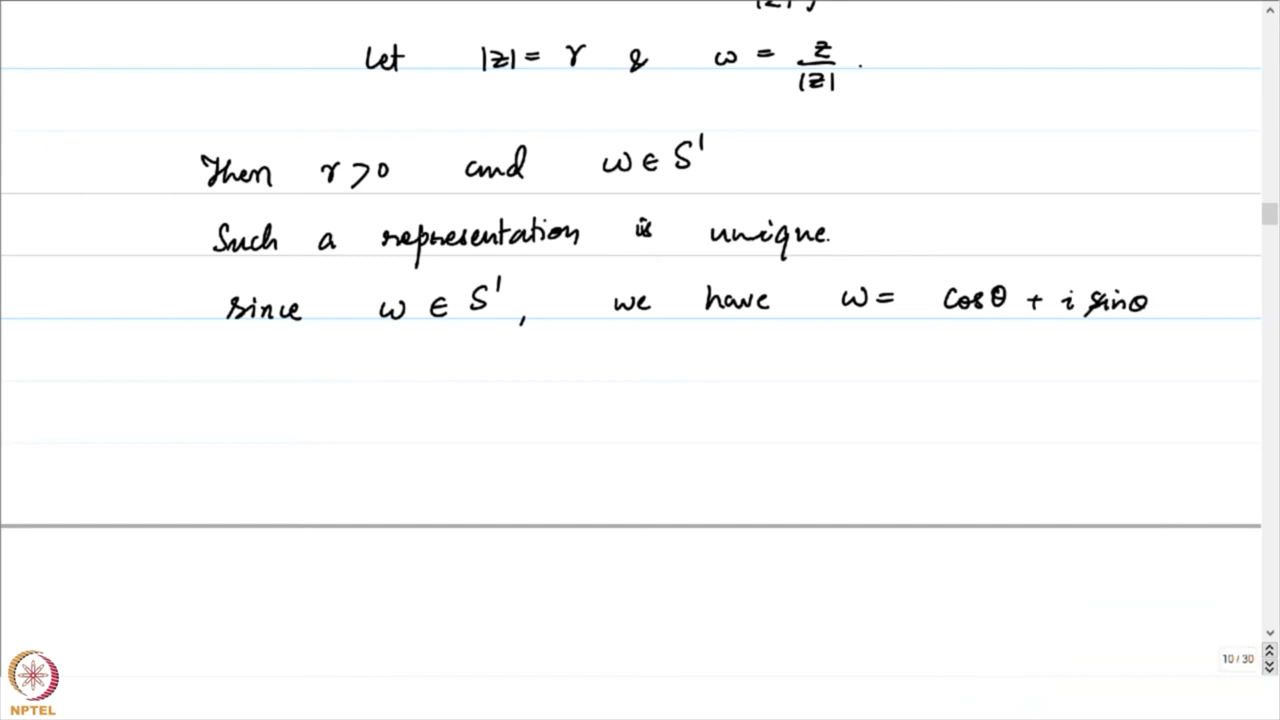 |z|
Let |z| = r & ω = z/|z| .
Then r > 0 and ω ∈ S¹
Such a representation is unique.
since ω ∈ S¹, we have ω = cosθ + i sinθ
10 / 30
NPTEL